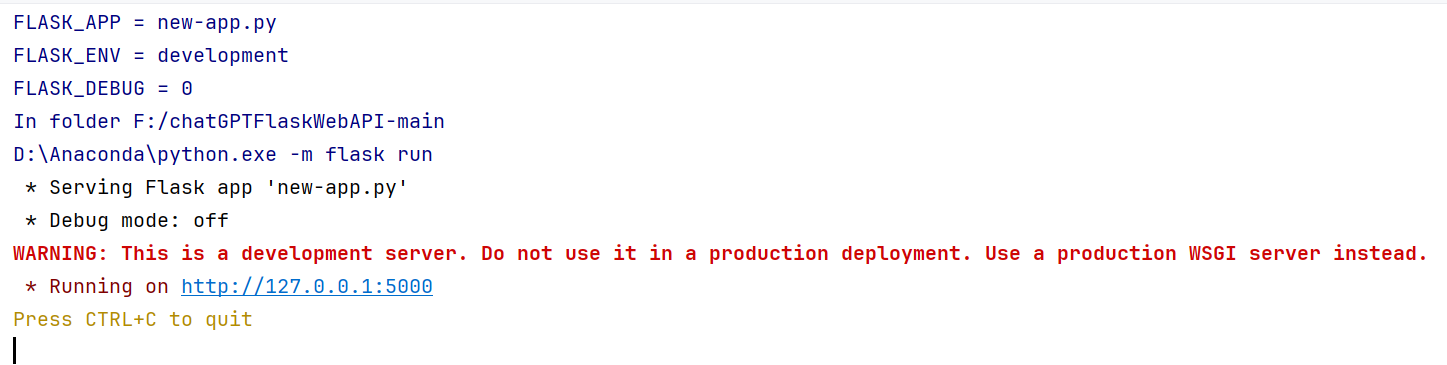 FLASK_APP = new-app.py
FLASK_ENV = development
FLASK_DEBUG = 0
In folder F:/chatGPTFlaskWebAPI-main
D:\Anaconda\python.exe -m flask run
 * Serving Flask app 'new-app.py'
 * Debug mode: off
WARNING: This is a development server. Do not use it in a production deployment. Use a production WSGI server instead.
 * Running on http://127.0.0.1:5000
Press CTRL+C to quit